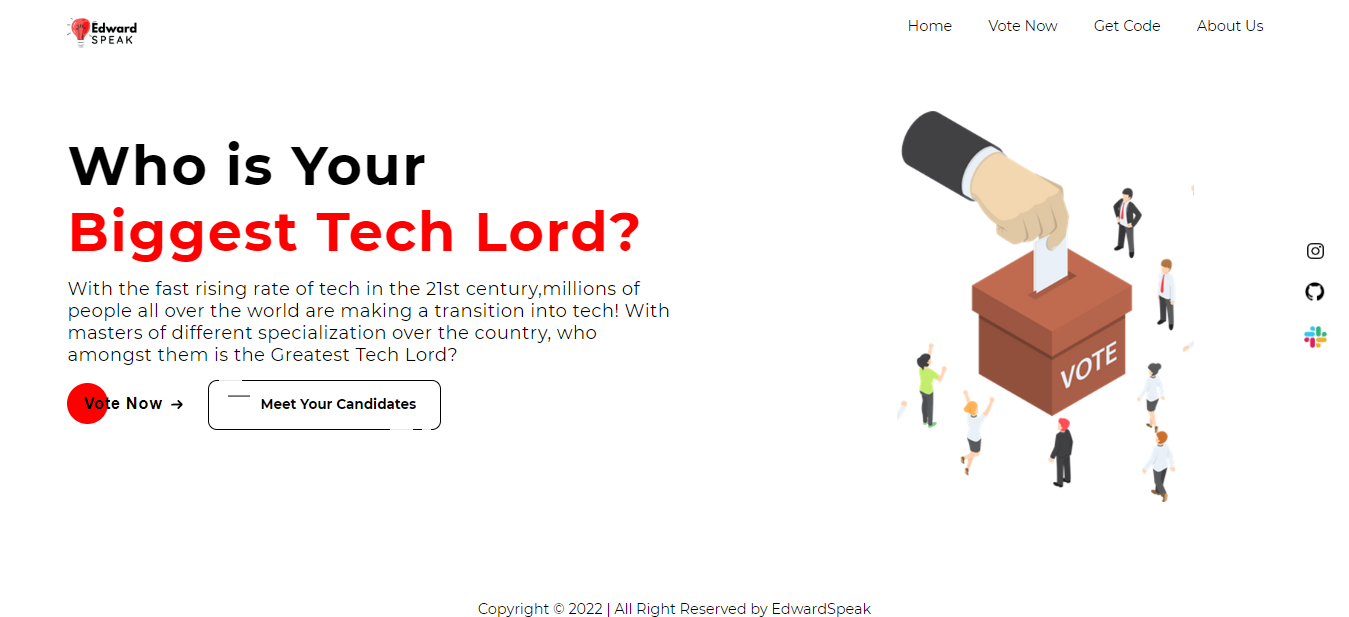 Edward
SPEAK
Home Vote Now Get Code About Us
Who is Your
Biggest Tech Lord?
With the fast rising rate of tech in the 21st century,millions of
people all over the world are making a transition into tech! With
masters of different specialization over the country, who
amongst them is the Greatest Tech Lord?
Vote Now →
Meet Your Candidates
VOTE
Copyright © 2022 | All Right Reserved by EdwardSpeak